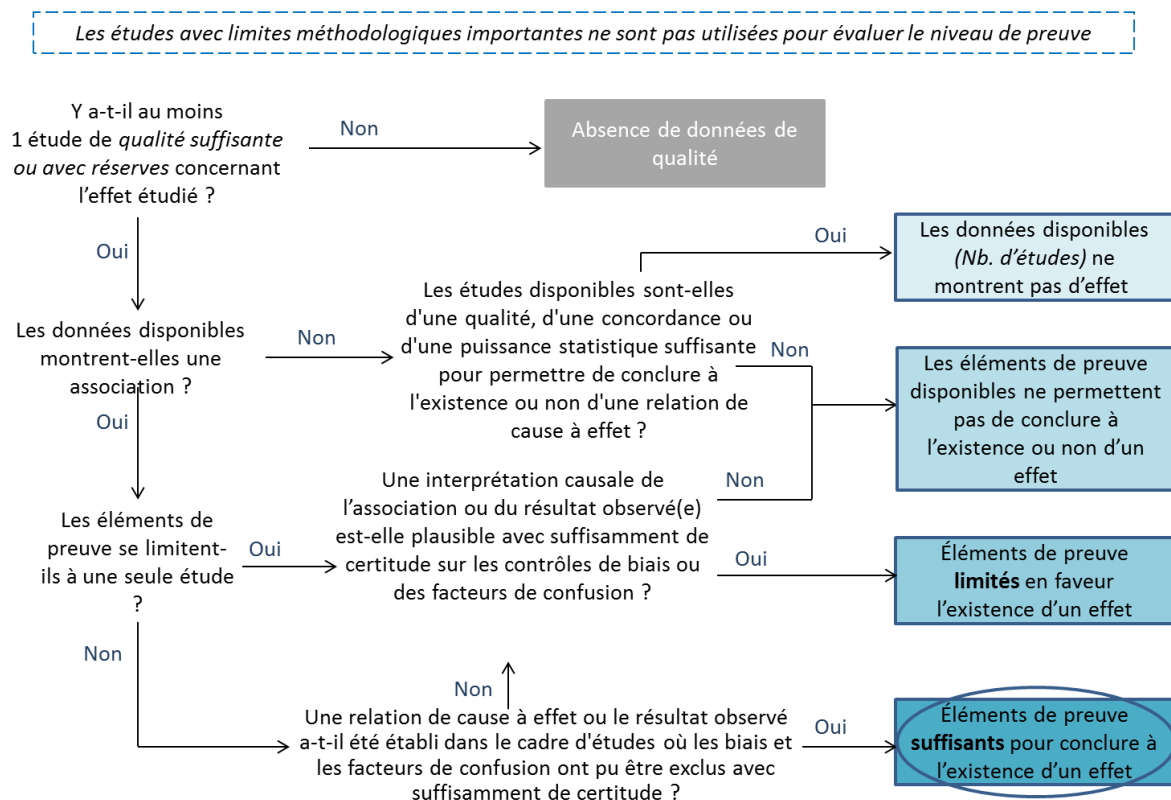 Les études avec limites méthodologiques importantes ne sont pas utilisées pour évaluer le niveau de preuve
Y a-t-il au moins
1 étude de qualité suffisante
ou avec réserves concernant
l'effet étudié ?
Non
Absence de données de
qualité
Oui
Les données disponibles
montrent-elles une
association ?
Non
Les études disponibles sont-elles
d'une qualité, d'une concordance ou
d'une puissance statistique suffisante
pour permettre de conclure à
l'existence ou non d'une relation de
cause à effet ?
Oui
Les données disponibles
(Nb. d'études) ne
montrent pas d'effet
Non
Les éléments de preuve
disponibles ne permettent
pas de conclure à
l'existence ou non d'un
effet
Oui
Les éléments de
preuve se limitent-
ils à une seule étude
?
Oui
Une interprétation causale de
l'association ou du résultat observé(e)
est-elle plausible avec suffisamment de
certitude sur les contrôles de biais ou
des facteurs de confusion ?
Non
Oui
Éléments de preuve
limités en faveur
l'existence d'un effet
Non
Non
Une relation de cause à effet ou le résultat observé
a-t-il été établi dans le cadre d'études où les biais et
les facteurs de confusion ont pu être exclus avec
suffisamment de certitude ?
Oui
Éléments de preuve
suffisants pour conclure à
l'existence d'un effet